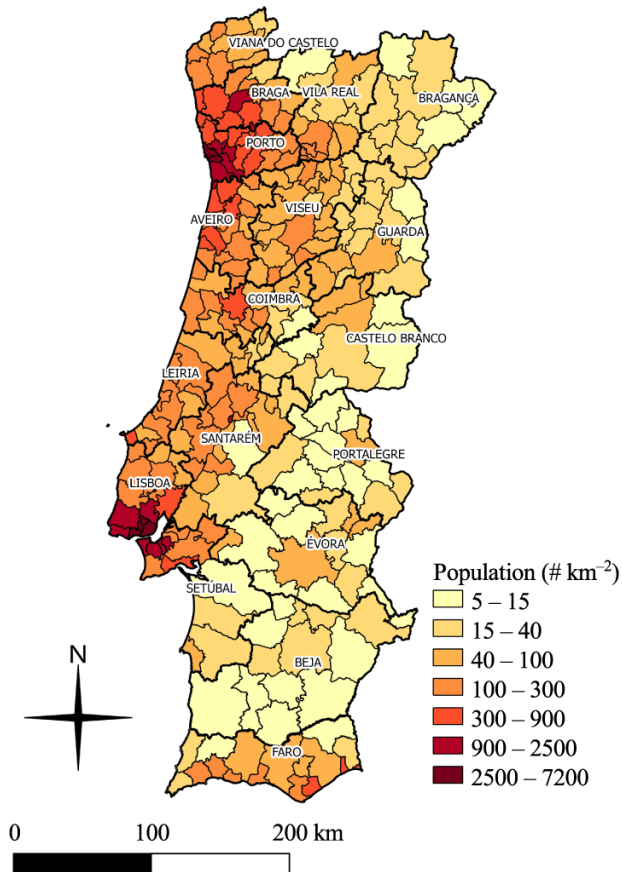 VIANA DO CASTELO
BRAGA
VILA REAL
BRAGANÇA
PORTO
AVEIRO
VISEU
GUARDA
COIMBRA
CASTELO BRANCO
LEIRIA
SANTARÉM
PORTALEGRE
LISBOA
ÉVORA
SETÚBAL
BEJA
FARO
Population (# km⁻²)
5 – 15
15 – 40
40 – 100
100 – 300
300 – 900
900 – 2500
2500 – 7200
N
0 100 200 km